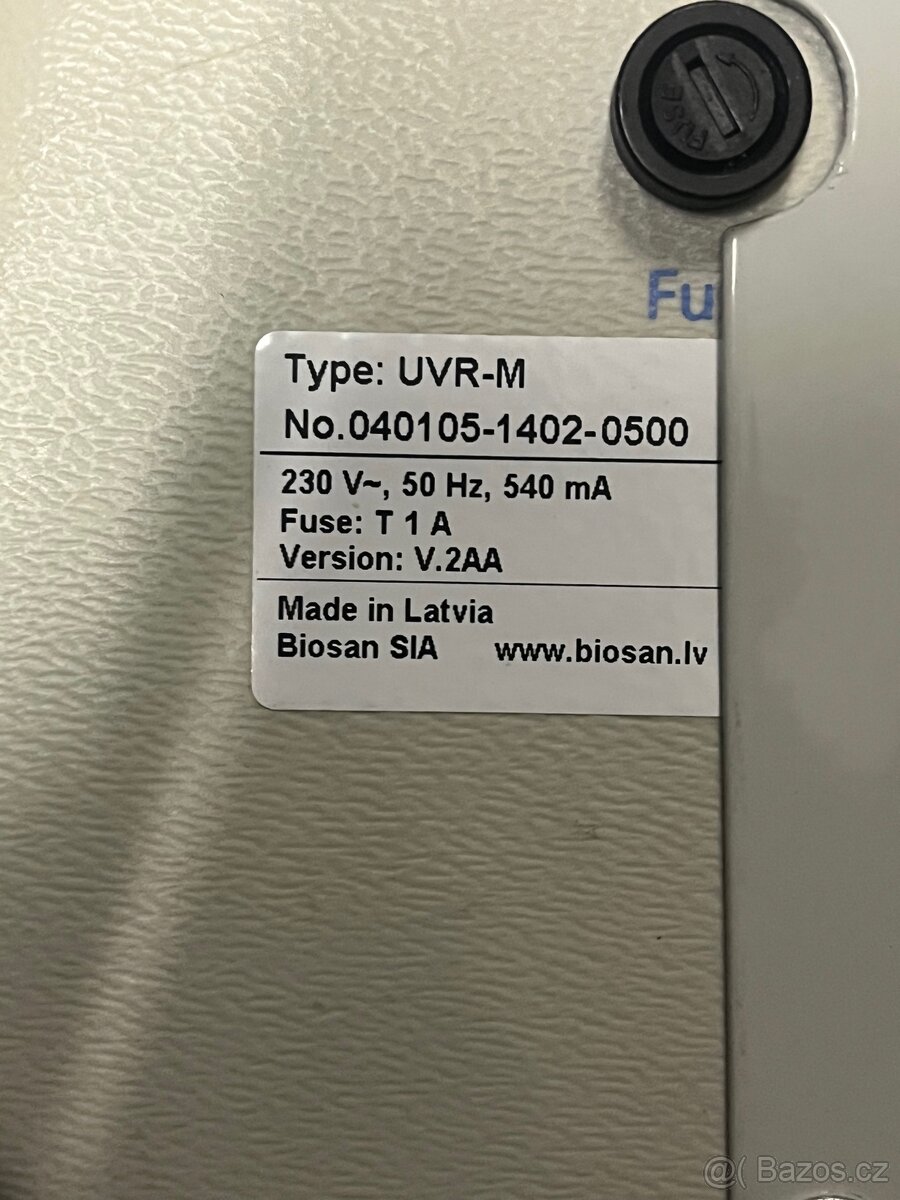 FUSE
Fu
Type: UVR-M
No.040105-1402-0500
230 V~, 50 Hz, 540 mA
Fuse: T 1 A
Version: V.2AA
Made in Latvia
Biosan SIA www.biosan.lv
@( Bazos.cz